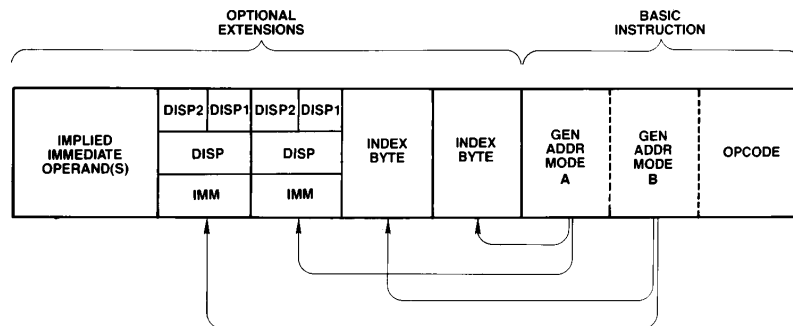 OPTIONAL
EXTENSIONS
BASIC
INSTRUCTION
IMPLIED
IMMEDIATE
OPERAND(S)
DISP2 DISP1
DISP
IMM
DISP2 DISP1
DISP
IMM
INDEX
BYTE
INDEX
BYTE
GEN
ADDR
MODE
A
GEN
ADDR
MODE
B
OPCODE